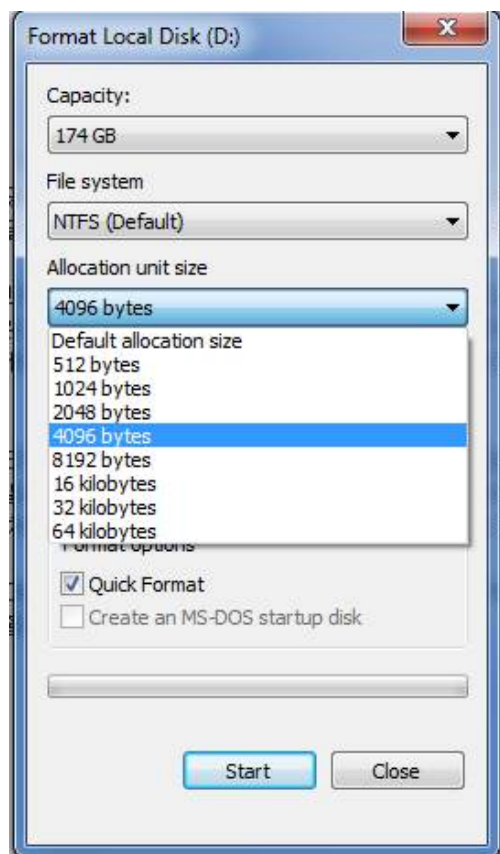 Format Local Disk (D:)
Capacity:
174 GB
File system
NTFS (Default)
Allocation unit size
4096 bytes
Default allocation size
512 bytes
1024 bytes
2048 bytes
4096 bytes
8192 bytes
16 kilobytes
32 kilobytes
64 kilobytes
Format options
Quick Format
Create an MS-DOS startup disk
Start
Close